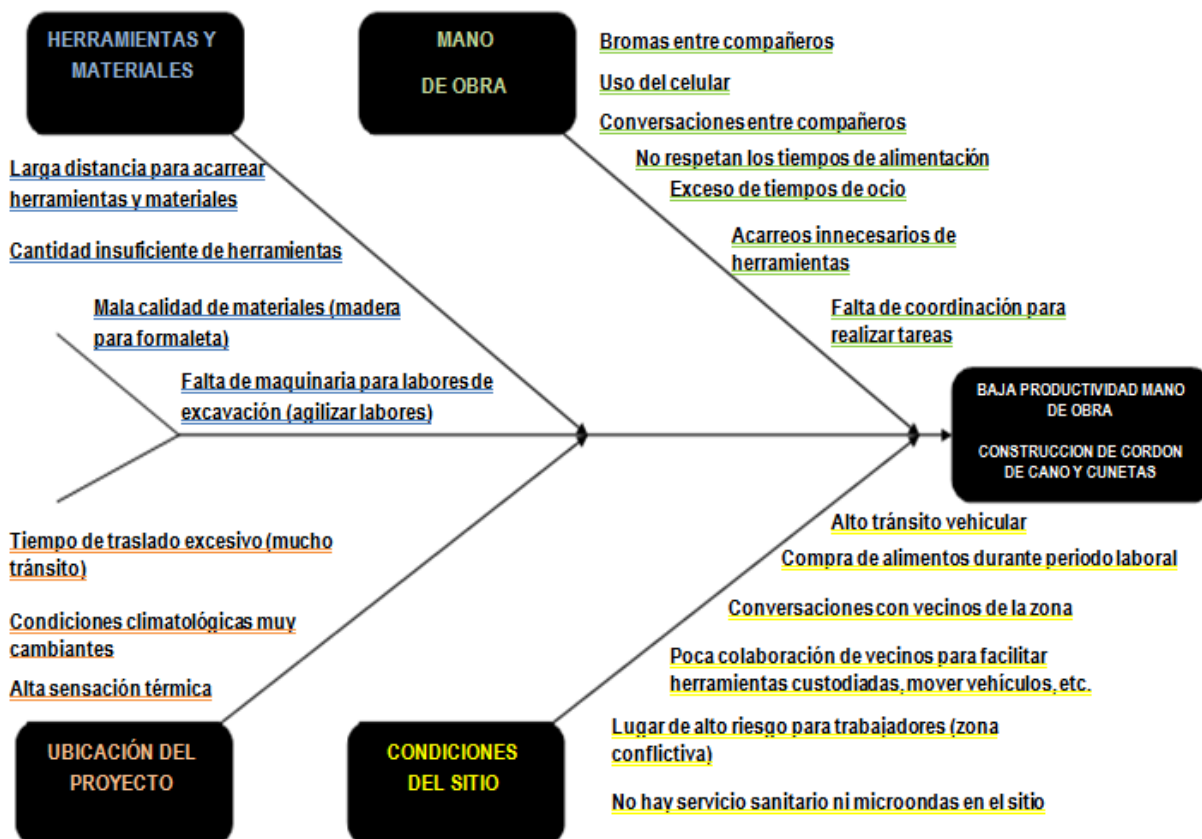 HERRAMIENTAS Y
MATERIALES
MANO
DE OBRA
Bromas entre compañeros
Uso del celular
Conversaciones entre compañeros
No respetan los tiempos de alimentación
Exceso de tiempos de ocio
Acarreos innecesarios de
herramientas
Falta de coordinación para
realizar tareas
Larga distancia para acarrear
herramientas y materiales
Cantidad insuficiente de herramientas
Mala calidad de materiales (madera
para formaleta)
Falta de maquinaria para labores de
excavación (agilizar labores)
BAJA PRODUCTIVIDAD MANO
DE OBRA
CONSTRUCCION DE CORDON
DE CANO Y CUNETAS
Tiempo de traslado excesivo (mucho
tránsito)
Condiciones climatológicas muy
cambiantes
Alta sensación térmica
UBICACIÓN DEL
PROYECTO
Alto tránsito vehicular
Compra de alimentos durante periodo laboral
Conversaciones con vecinos de la zona
Poca colaboración de vecinos para facilitar
herramientas custodiadas, mover vehículos, etc.
Lugar de alto riesgo para trabajadores (zona
conflictiva)
No hay servicio sanitario ni microondas en el sitio
CONDICIONES
DEL SITIO